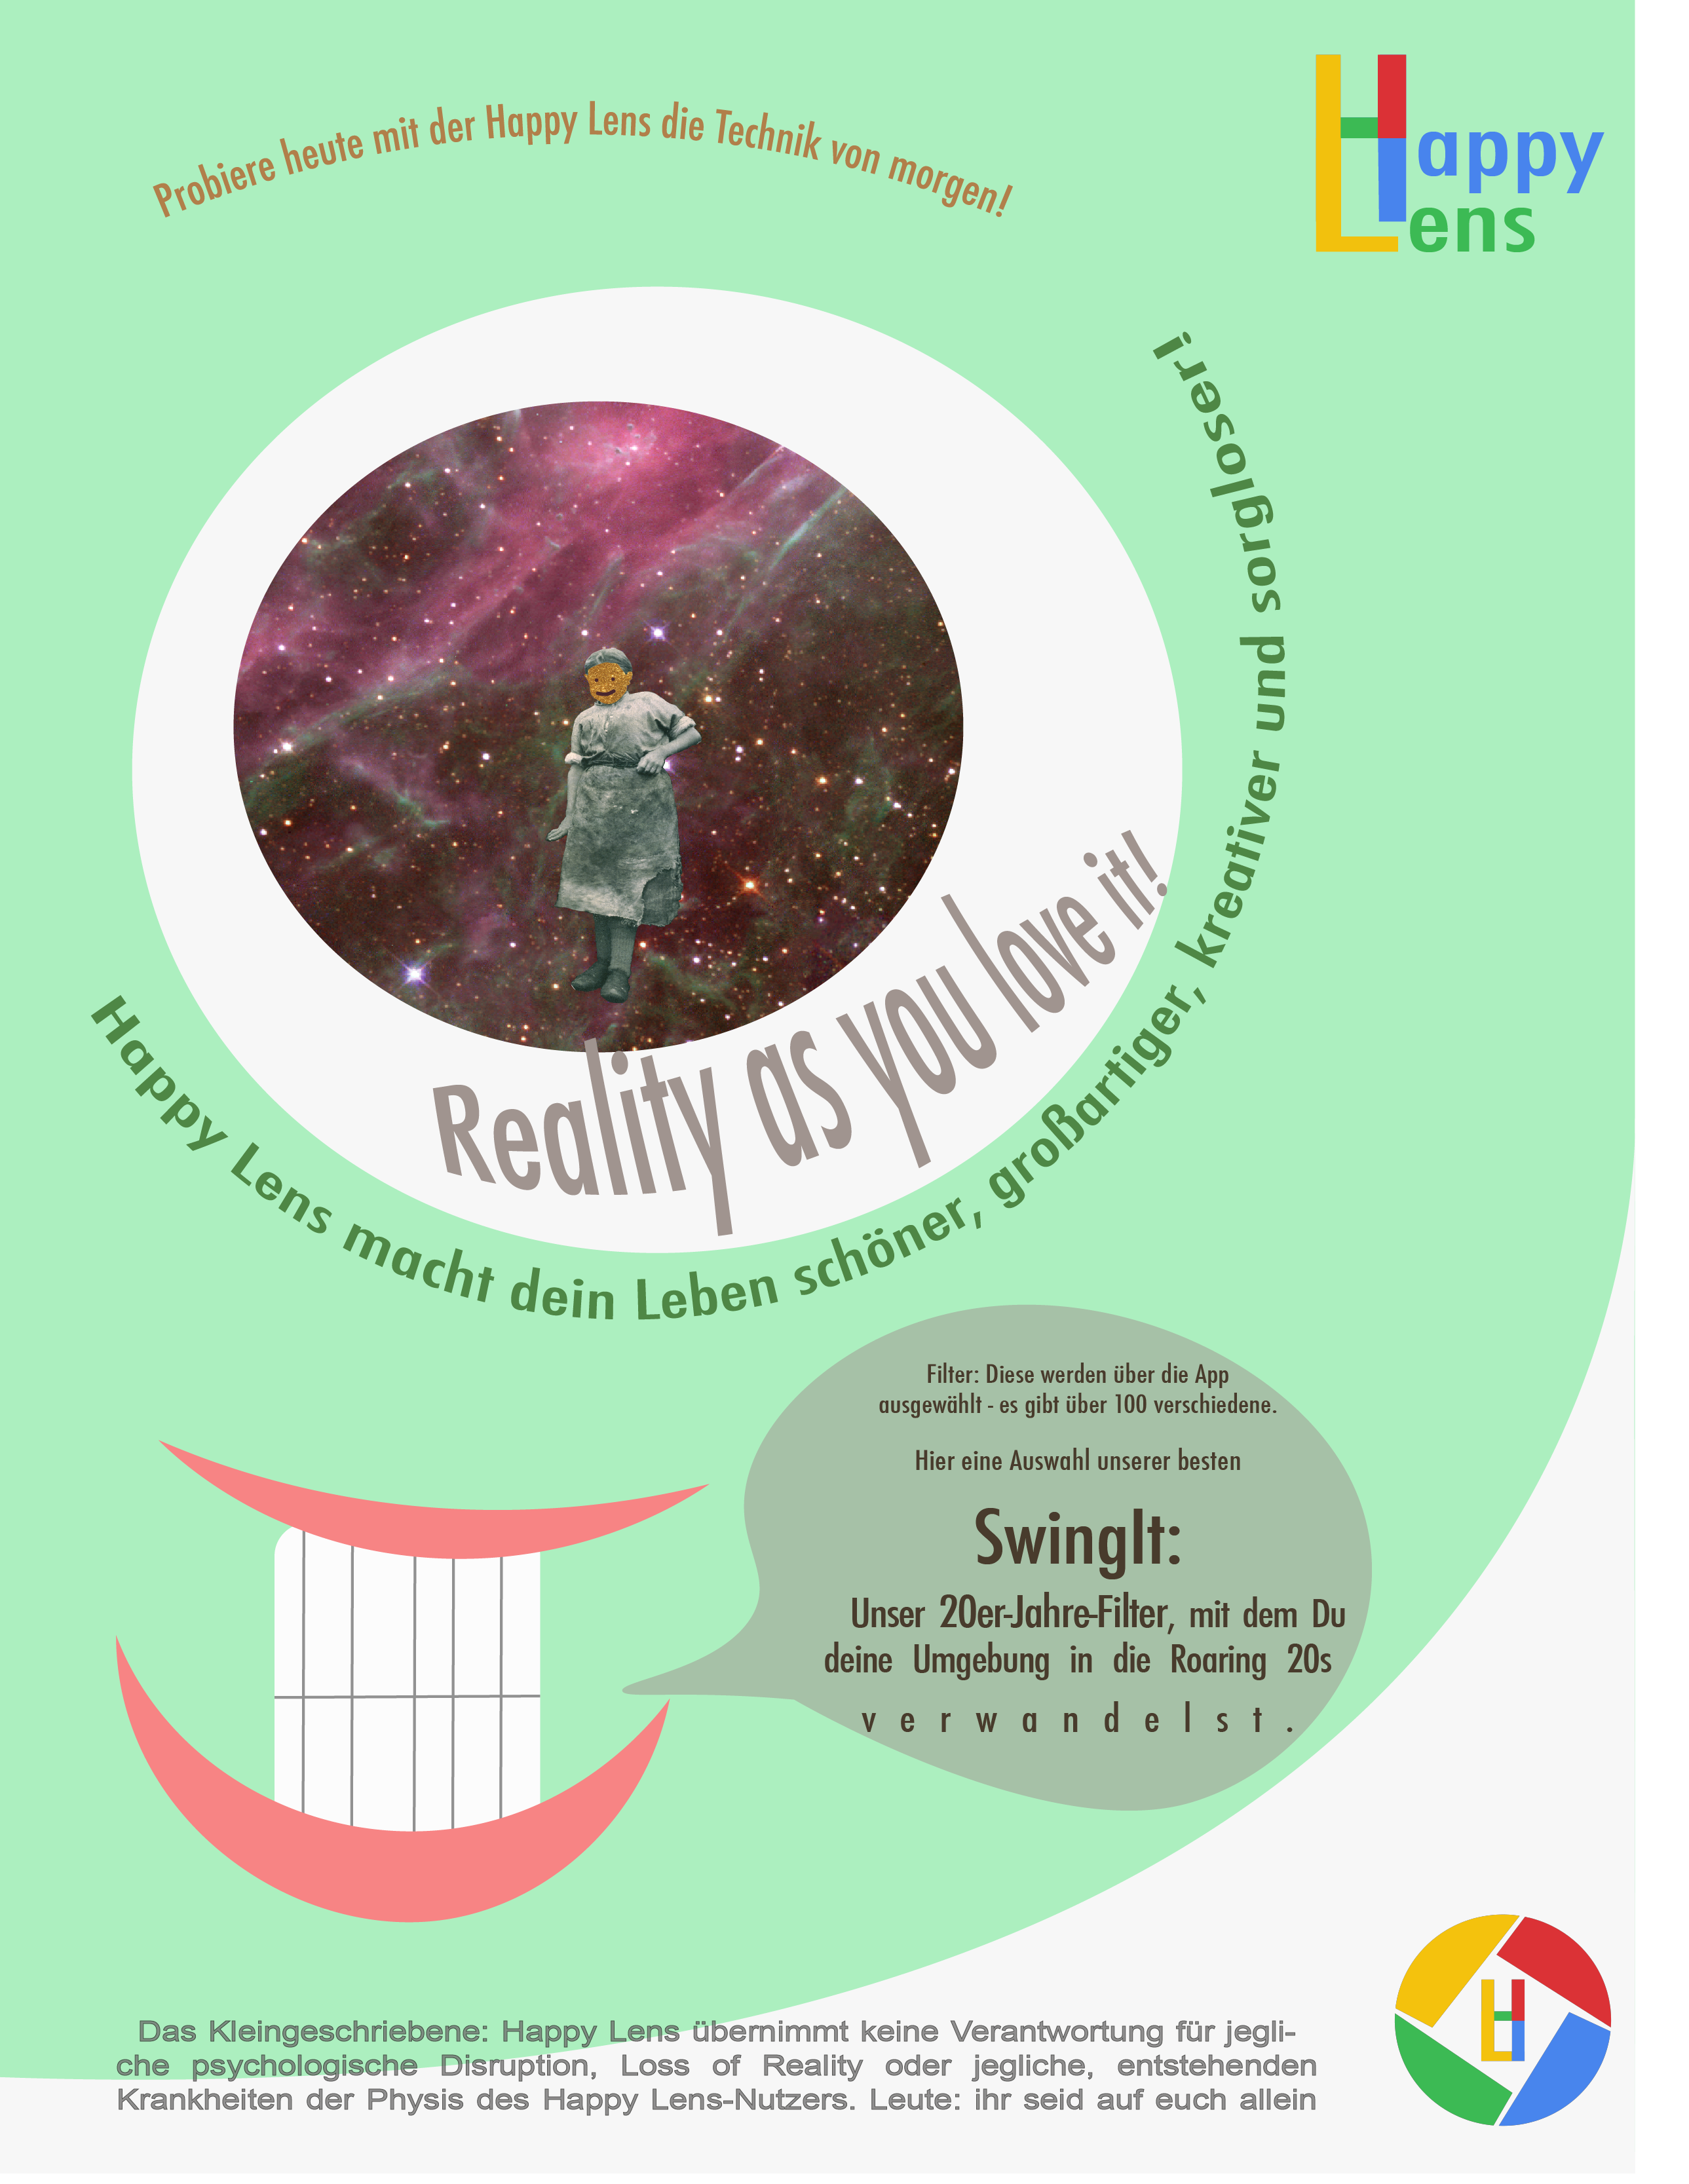 Probiere heute mit der Happy Lens die Technik von morgen!
Happy
Lens
Reality as you love it!
Happy Lens macht dein Leben schöner, großartiger, kreativer und sorgloser!
Filter: Diese werden über die App
ausgewählt - es gibt über 100 verschiedene.
Hier eine Auswahl unserer besten
SwingIt:
Unser 20er-Jahre-Filter, mit dem Du
deine Umgebung in die Roaring 20s
verwandelst.
Das Kleingeschriebene: Happy Lens übernimmt keine Verantwortung für jegli-
che psychologische Disruption, Loss of Reality oder jegliche, entstehenden
Krankheiten der Physis des Happy Lens-Nutzers. Leute: ihr seid auf euch allein
HL